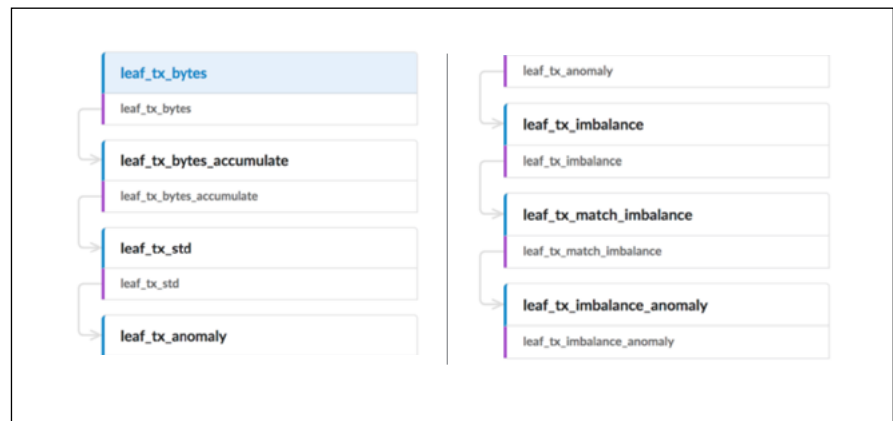 leaf_tx_bytes
leaf_tx_bytes
leaf_tx_bytes_accumulate
leaf_tx_bytes_accumulate
leaf_tx_std
leaf_tx_std
leaf_tx_anomaly
leaf_tx_anomaly
leaf_tx_imbalance
leaf_tx_imbalance
leaf_tx_match_imbalance
leaf_tx_match_imbalance
leaf_tx_imbalance_anomaly
leaf_tx_imbalance_anomaly